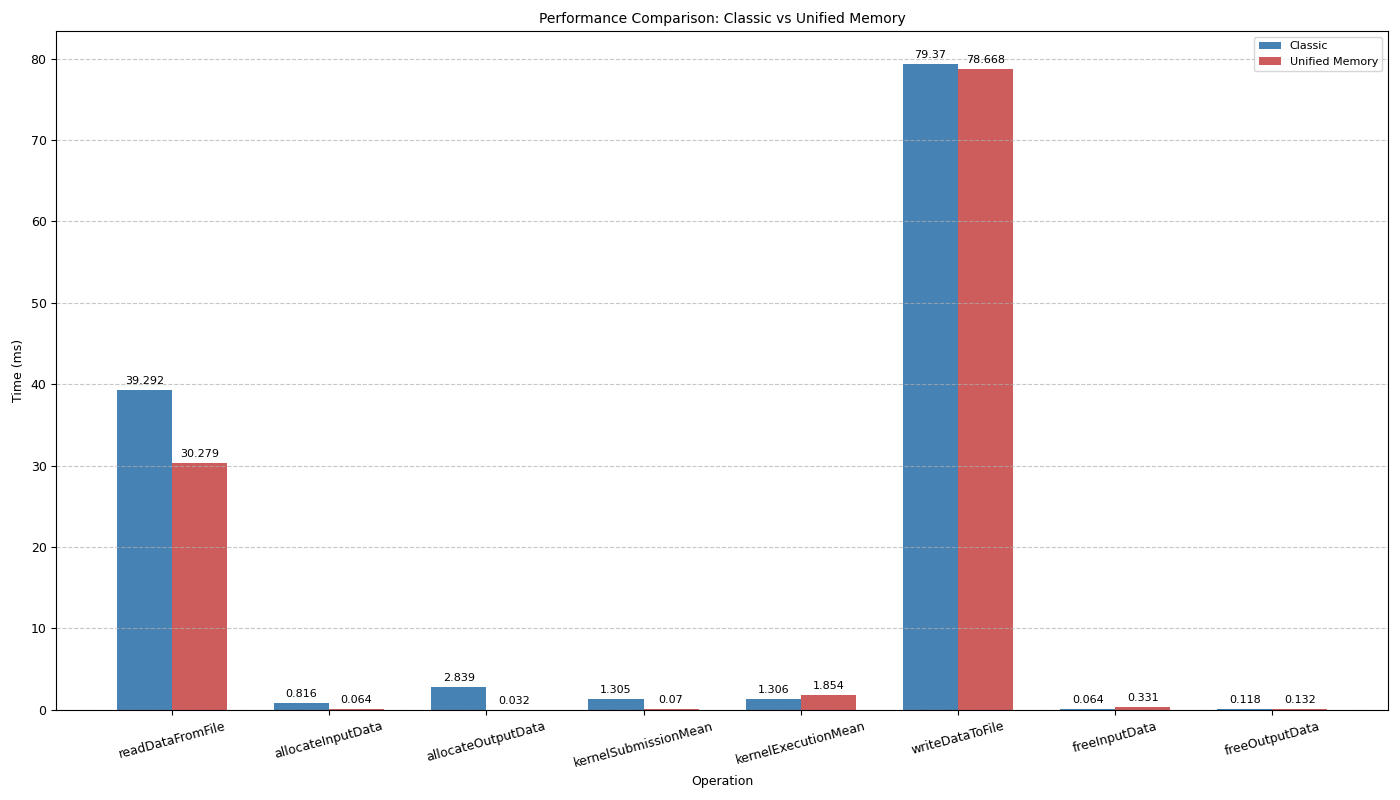 Performance Comparison: Classic vs Unified Memory
Classic
Unified Memory
Time (ms)
80
70
60
50
40
30
20
10
0
39.292
30.279
0.816
0.064
2.839
0.032
1.305
0.07
1.306
1.854
79.37
78.668
0.064
0.331
0.118
0.132
readDataFromFile
allocateInputData
allocateOutputData
kernelSubmissionMean
kernelExecutionMean
writeDataToFile
freeInputData
freeOutputData
Operation